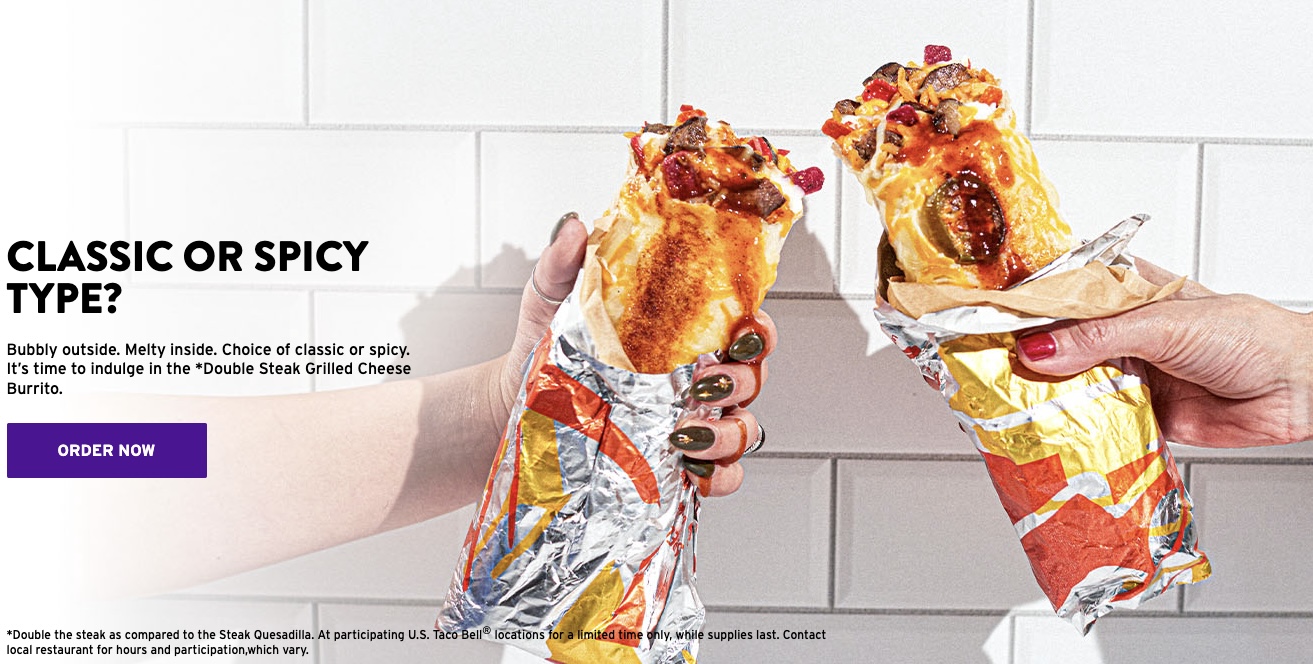 CLASSIC OR SPICY
TYPE?
Bubbly outside. Melty inside. Choice of classic or spicy.
It's time to indulge in the *Double Steak Grilled Cheese
Burrito.
ORDER NOW
*Double the steak as compared to the Steak Quesadilla. At participating U.S. Taco Bell® locations for a limited time only, while supplies last. Contact
local restaurant for hours and participation,which vary.